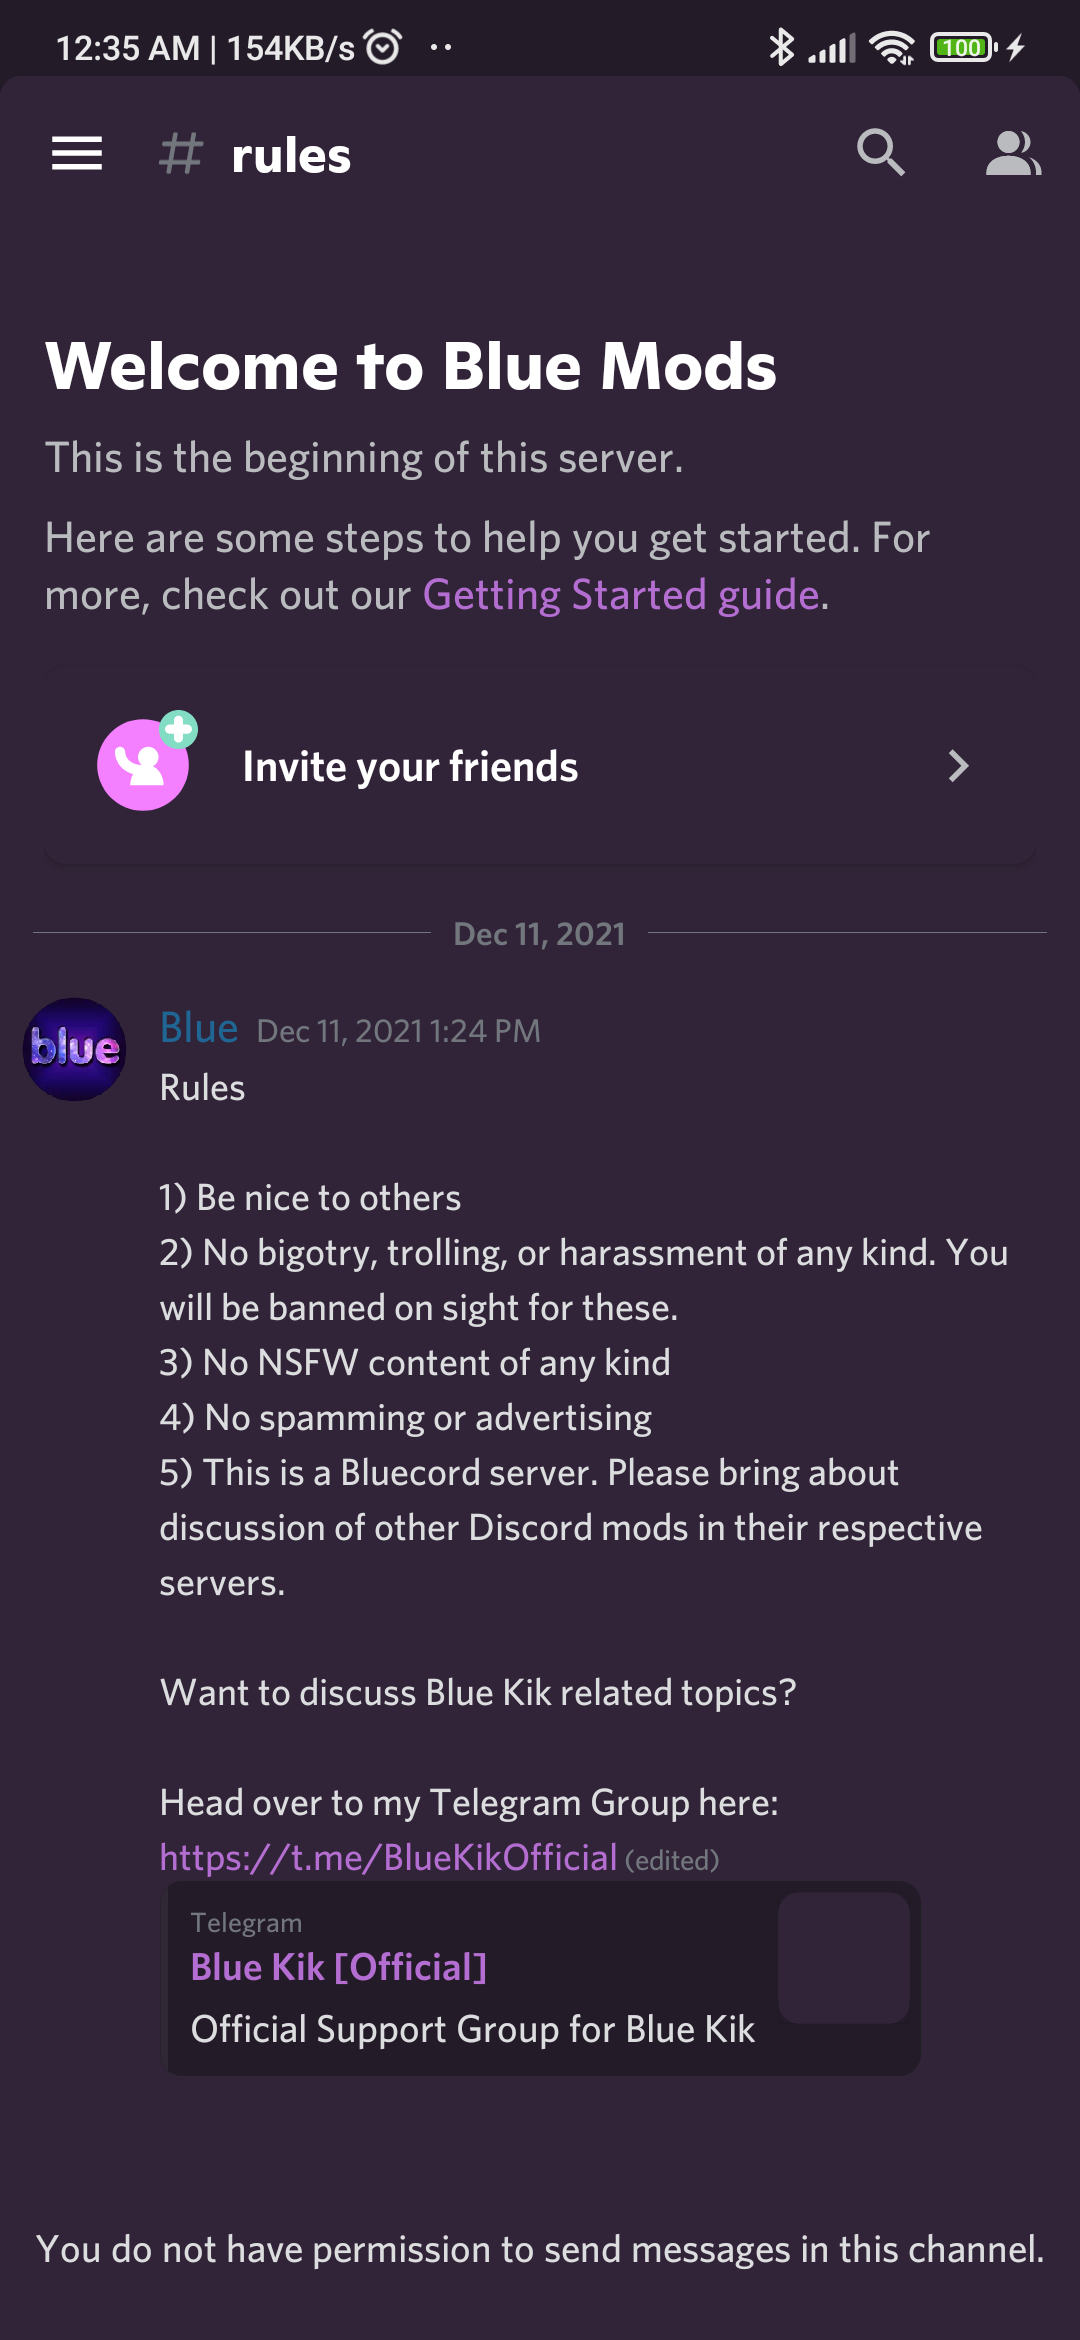 12:35 AM | 154KB/s
100
# rules
Welcome to Blue Mods
This is the beginning of this server.
Here are some steps to help you get started. For
more, check out our Getting Started guide.
Invite your friends
Dec 11, 2021
blue
Blue Dec 11, 2021 1:24 PM
Rules
1) Be nice to others
2) No bigotry, trolling, or harassment of any kind. You
will be banned on sight for these.
3) No NSFW content of any kind
4) No spamming or advertising
5) This is a Bluecord server. Please bring about
discussion of other Discord mods in their respective
servers.
Want to discuss Blue Kik related topics?
Head over to my Telegram Group here:
https://t.me/BlueKikOfficial (edited)
Telegram
Blue Kik [Official]
Official Support Group for Blue Kik
You do not have permission to send messages in this channel.